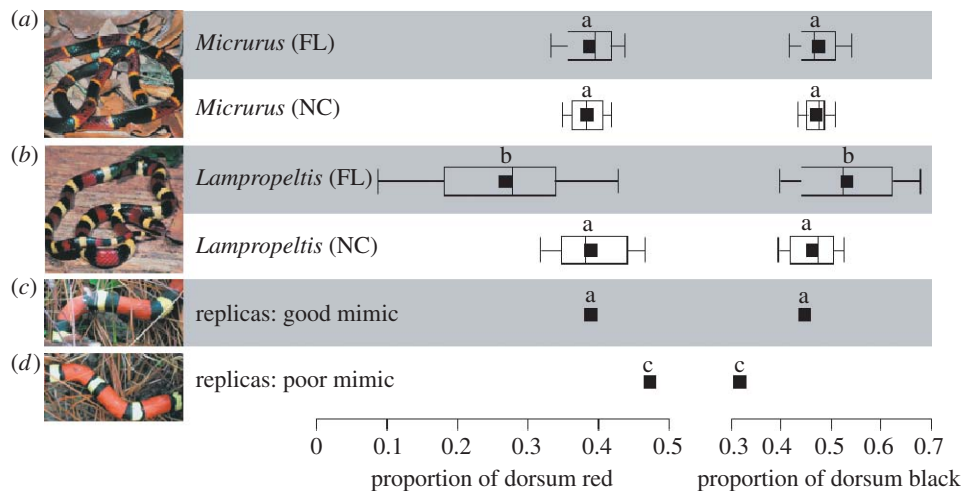 (a)
Micrurus (FL)
a a
Micrurus (NC)
a a
(b)
Lampropeltis (FL)
b b
Lampropeltis (NC)
a a
(c)
replicas: good mimic
a a
(d)
replicas: poor mimic
c c
0 0.1 0.2 0.3 0.4 0.5 0.3 0.4 0.5 0.6 0.7
proportion of dorsum red proportion of dorsum black